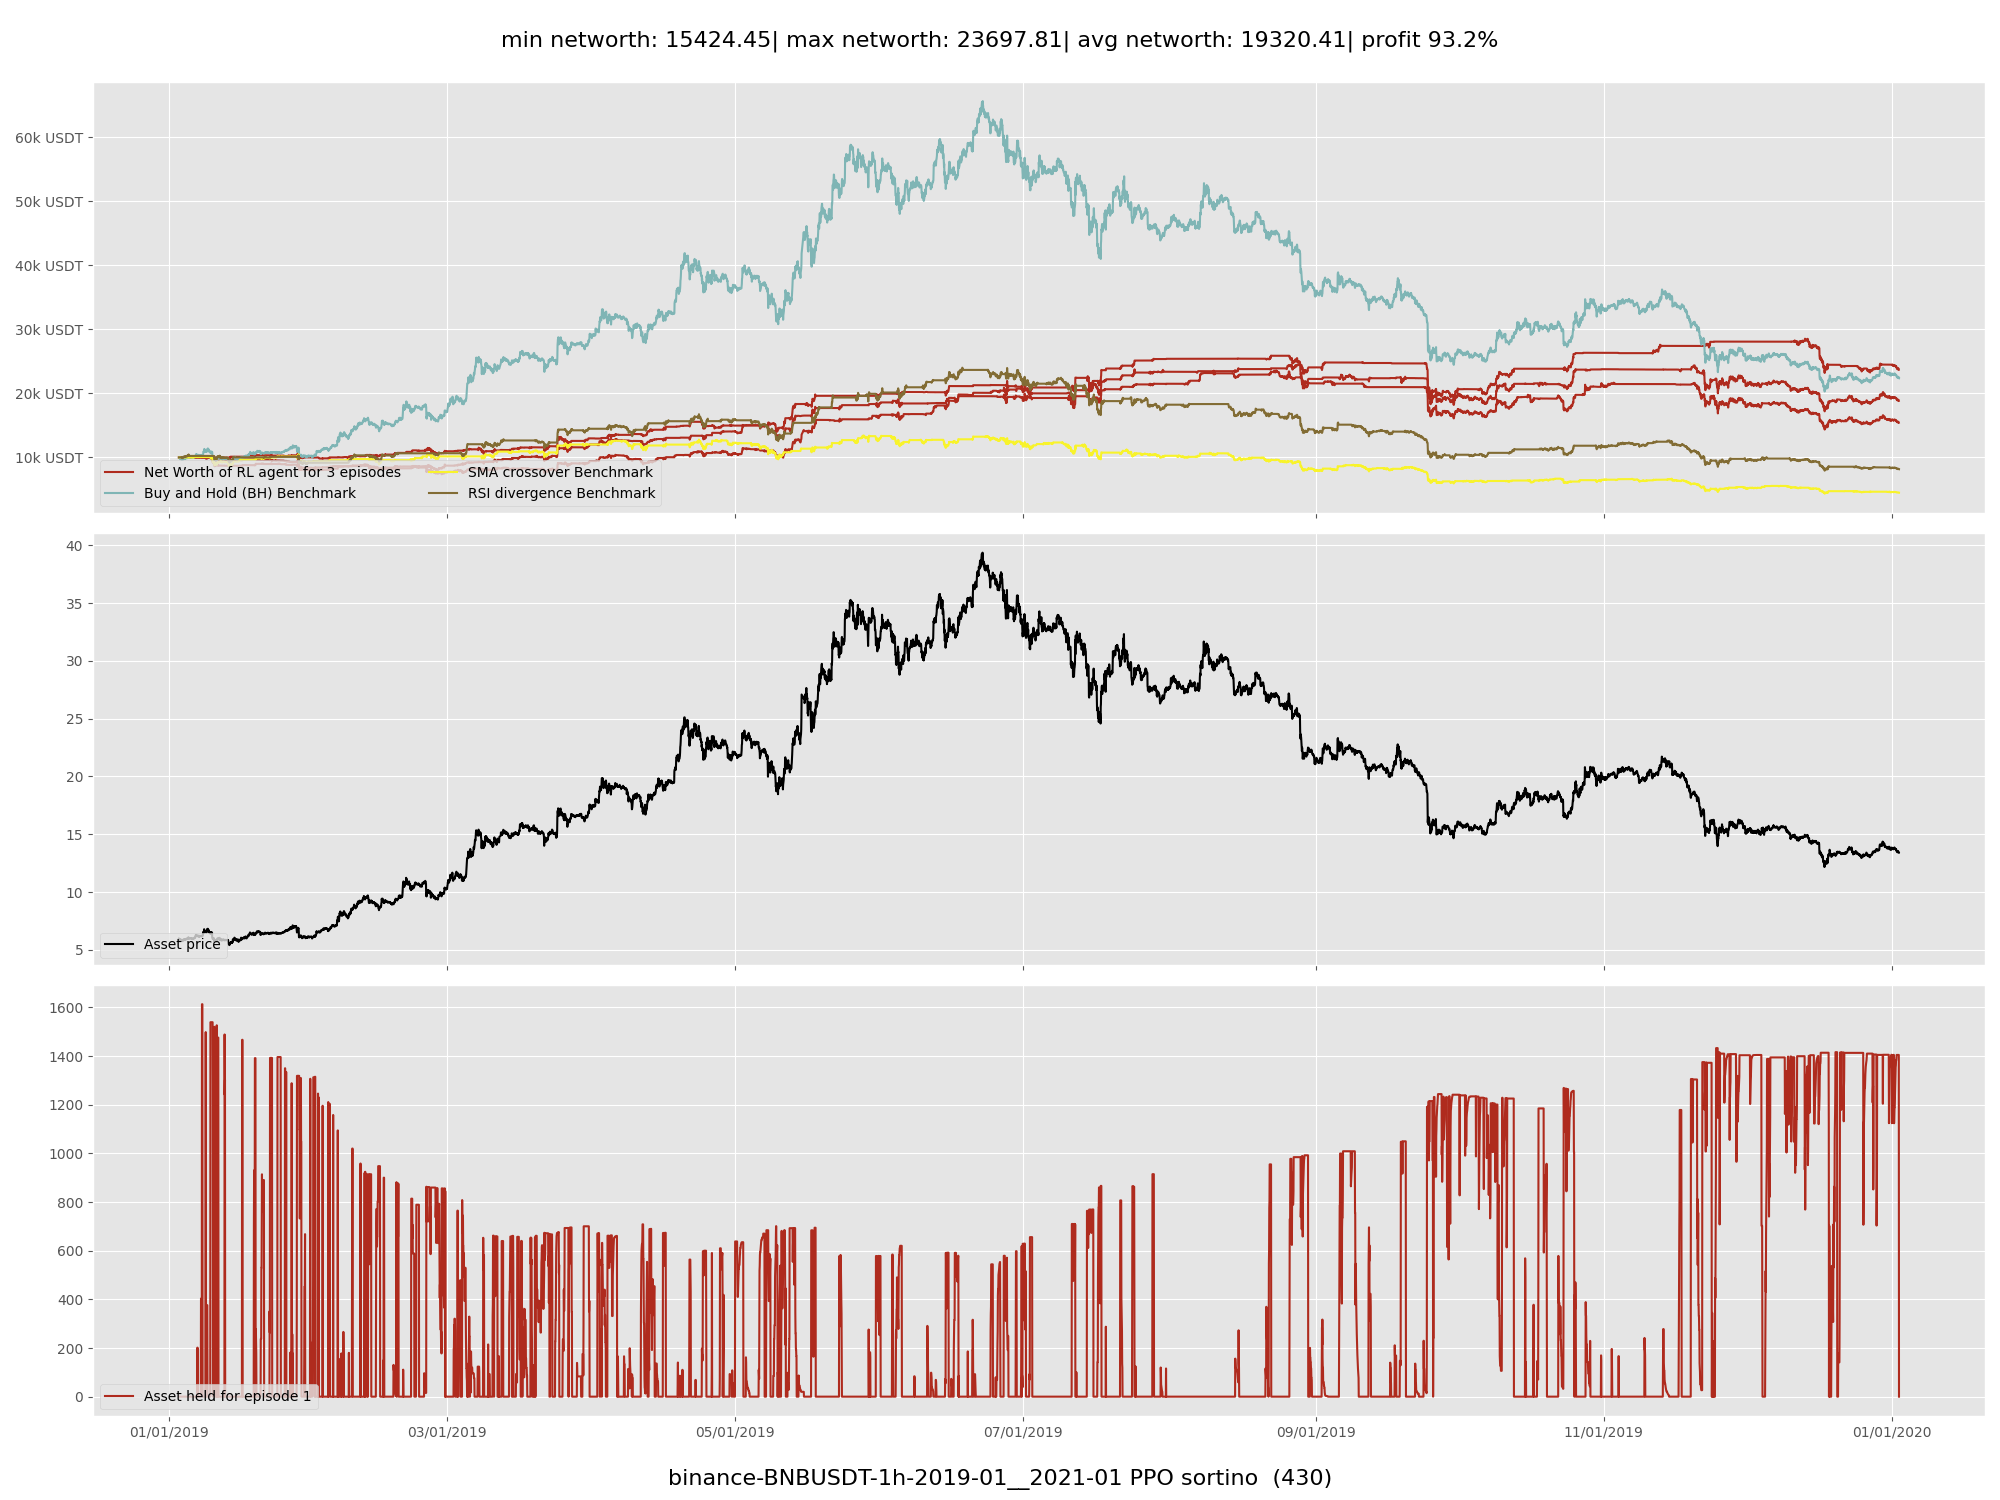 min networth: 15424.45| max networth: 23697.81| avg networth: 19320.41| profit 93.2%
60k USDT
50k USDT
40k USDT
30k USDT
20k USDT
10k USDT
Net Worth of RL agent for 3 episodes
Buy and Hold (BH) Benchmark
SMA crossover Benchmark
RSI divergence Benchmark
40
35
30
25
20
15
10
5
Asset price
1600
1400
1200
1000
800
600
400
200
0
Asset held for episode 1
01/01/2019 03/01/2019 05/01/2019 07/01/2019 09/01/2019 11/01/2019 01/01/2020
binance-BNBUSDT-1h-2019-01__2021-01 PPO sortino (430)